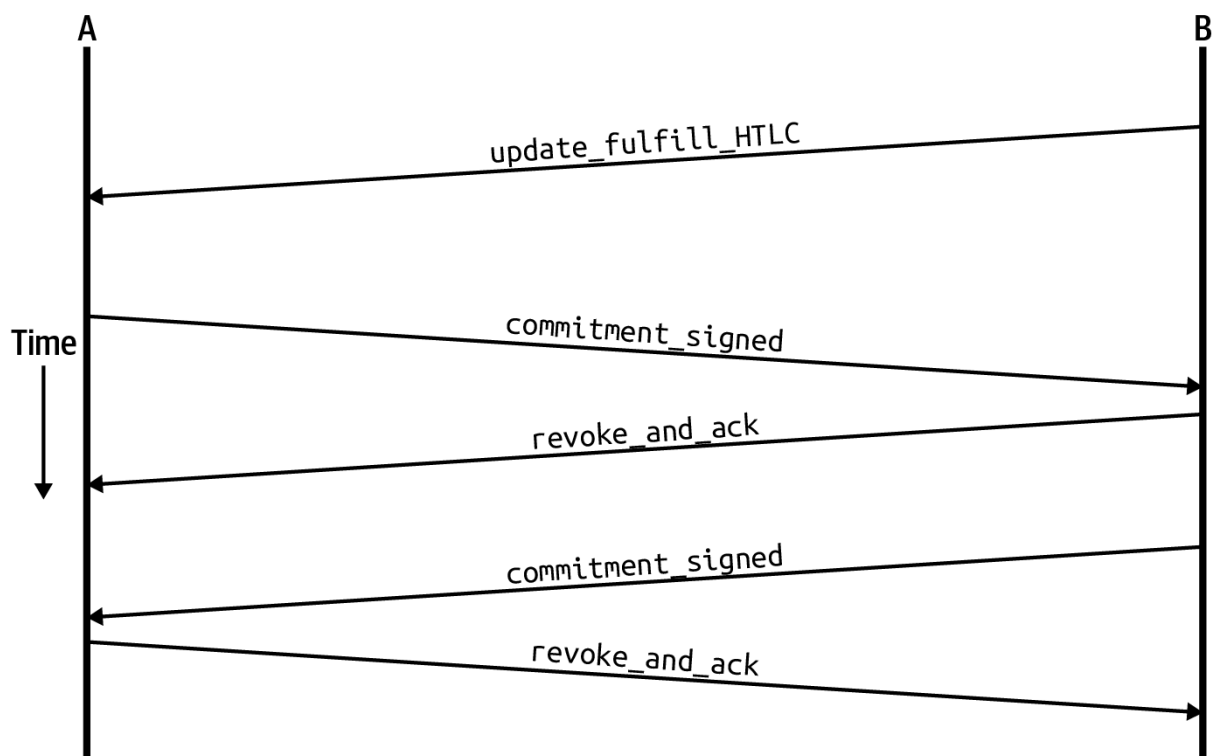 A
B
update_fulfill_HTLC
commitment_signed
Time
revoke_and_ack
commitment_signed
revoke_and_ack